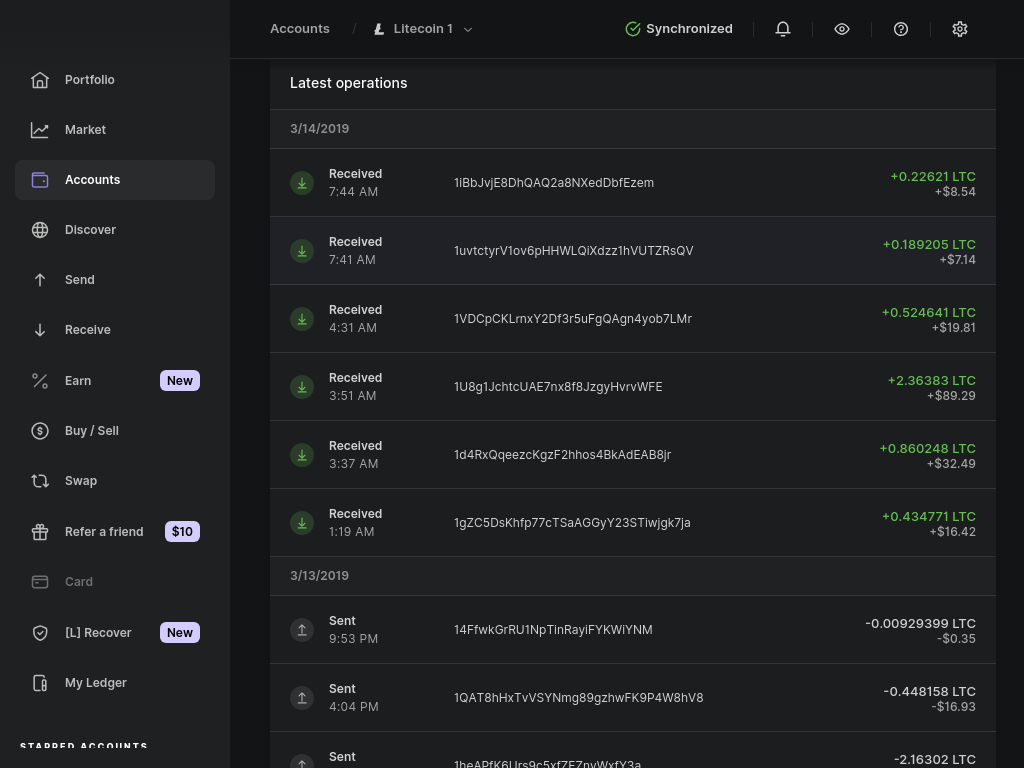 Accounts / Litecoin 1
Synchronized
Portfolio
Market
Accounts
Discover
Send
Receive
Earn New
Buy / Sell
Swap
Refer a friend $10
Card
[L] Recover New
My Ledger
STARRED ACCOUNTS
Latest operations
3/14/2019
Received 7:44 AM 1iBbJvjE8DhQAQ2a8NXedDbfEzem +0.22621 LTC +$8.54
Received 7:41 AM 1uvtctyrV1ov6pHHWLQiXdzz1hVUTZRsQV +0.189205 LTC +$7.14
Received 4:31 AM 1VDCpCKLrnxY2Df3r5uFgQAgn4yob7LMr +0.524641 LTC +$19.81
Received 3:51 AM 1U8g1JchtcUAE7nx8f8JzgyHvrvWFE +2.36383 LTC +$89.29
Received 3:37 AM 1d4RxQqeezcKgzF2hhos4BkAdEAB8jr +0.860248 LTC +$32.49
Received 1:19 AM 1gZC5DsKhfp77cTSaAGGyY23STiwjgk7ja +0.434771 LTC +$16.42
3/13/2019
Sent 9:53 PM 14FfwkGrRU1NpTinRayiFYKWiYNM -0.00929399 LTC -$0.35
Sent 4:04 PM 1QAT8hHxTvVSYNmg89gzhwFK9P4W8hV8 -0.448158 LTC -$16.93
Sent -2.16302 LTC